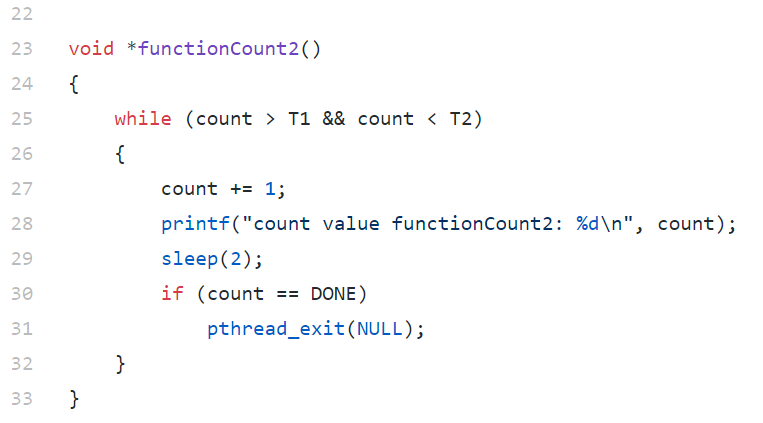 22
23 void *functionCount2()
24 {
25     while (count > T1 && count < T2)
26     {
27         count += 1;
28         printf("count value functionCount2: %d\n", count);
29         sleep(2);
30         if (count == DONE)
31             pthread_exit(NULL);
32     }
33 }